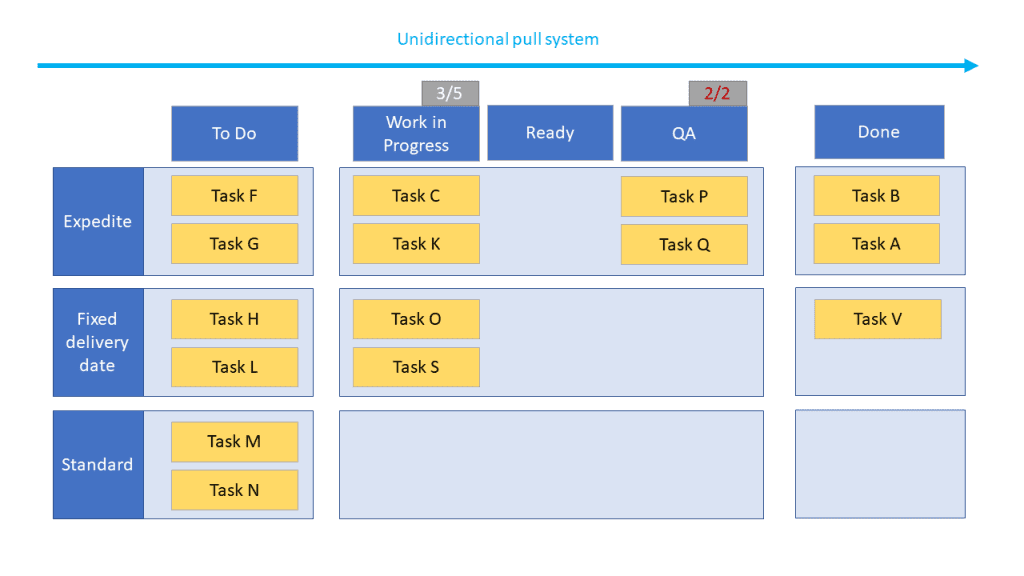 Unidirectional pull system
3/5
2/2
To Do
Work in
Progress
Ready
QA
Done
Expedite
Task F
Task C
Task P
Task B
Task G
Task K
Task Q
Task A
Fixed
delivery
date
Task H
Task O
Task V
Task L
Task S
Standard
Task M
Task N